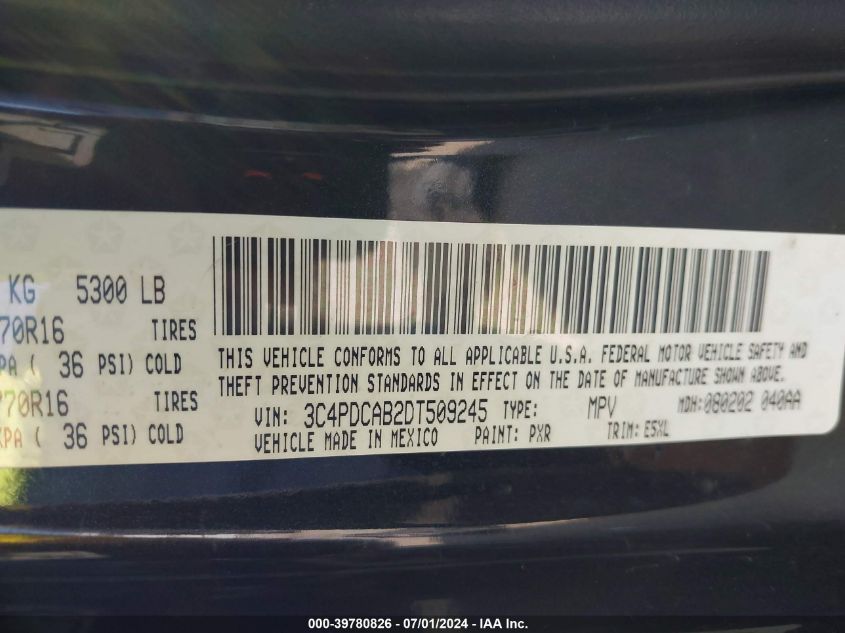 KG 5300 LB
70R16 TIRES
PA ( 36 PSI) COLD
70R16 TIRES
KPA ( 36 PSI) COLD
THIS VEHICLE CONFORMS TO ALL APPLICABLE U.S.A. FEDERAL MOTOR VEHICLE SAFETY AND
THEFT PREVENTION STANDARDS IN EFFECT ON THE DATE OF MANUFACTURE SHOWN ABOVE.
VIN: 3C4PDCAB2DT509245 TYPE: MPV MDH:080202 040AA
VEHICLE MADE IN MEXICO PAINT: PXR TRIM: E5XL
000-39780826 - 07/01/2024 - IAA Inc.